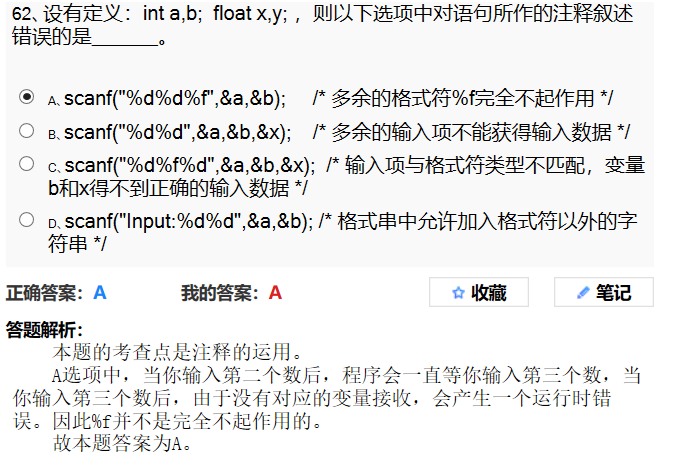 62、设有定义：int a,b; float x,y; ，则以下选项中对语句所作的注释叙述
错误的是______。
A、scanf("%d%d%f",&a,&b); /* 多余的格式符%f完全不起作用 */
B、scanf("%d%d",&a,&b,&x); /* 多余的输入项不能获得输入数据 */
C、scanf("%d%f%d",&a,&b,&x); /* 输入项与格式符类型不匹配，变量
b和x得不到正确的输入数据 */
D、scanf("Input:%d%d",&a,&b); /* 格式串中允许加入格式符以外的字
符串 */
正确答案：A 我的答案：A 收藏 笔记
答题解析：
本题的考查点是注释的运用。
A选项中，当你输入第二个数后，程序会一直等你输入第三个数，当
你输入第三个数后，由于没有对应的变量接收，会产生一个运行时错
误。因此%f并不是完全不起作用的。
故本题答案为A。